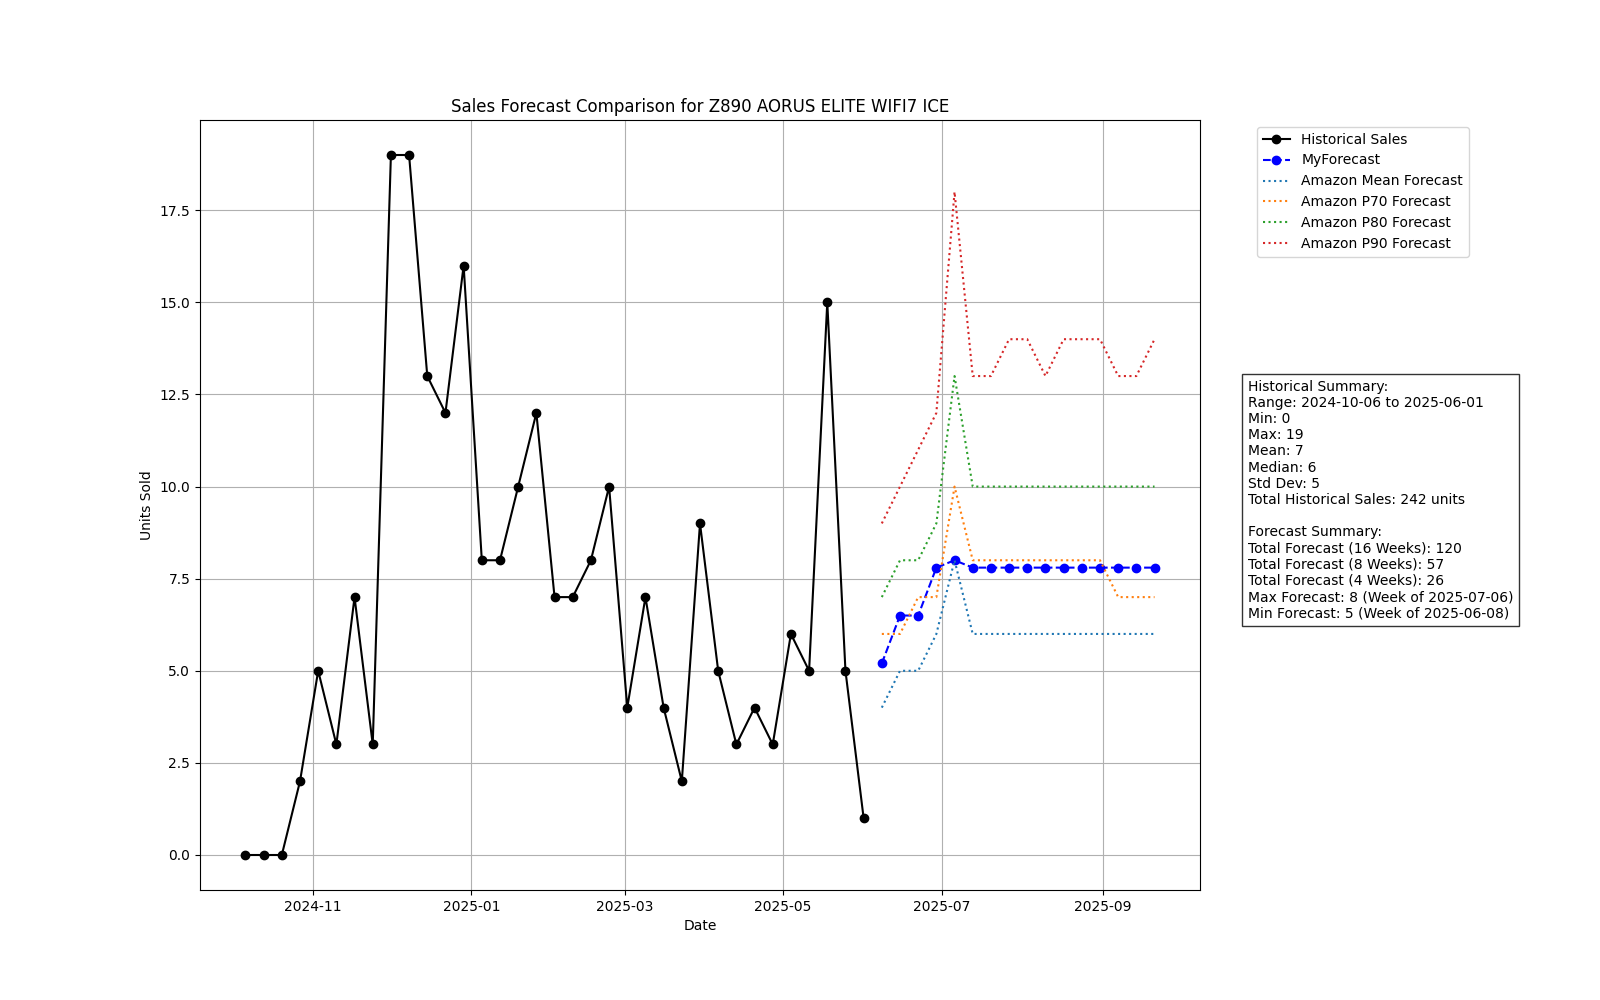 Sales Forecast Comparison for Z890 AORUS ELITE WIFI7 ICE
Historical Sales
MyForecast
Amazon Mean Forecast
Amazon P70 Forecast
Amazon P80 Forecast
Amazon P90 Forecast
17.5
15.0
12.5
10.0
7.5
5.0
2.5
0.0
Units Sold
2024-11
2025-01
2025-03
2025-05
2025-07
2025-09
Date
Historical Summary:
Range: 2024-10-06 to 2025-06-01
Min: 0
Max: 19
Mean: 7
Median: 6
Std Dev: 5
Total Historical Sales: 242 units
Forecast Summary:
Total Forecast (16 Weeks): 120
Total Forecast (8 Weeks): 57
Total Forecast (4 Weeks): 26
Max Forecast: 8 (Week of 2025-07-06)
Min Forecast: 5 (Week of 2025-06-08)